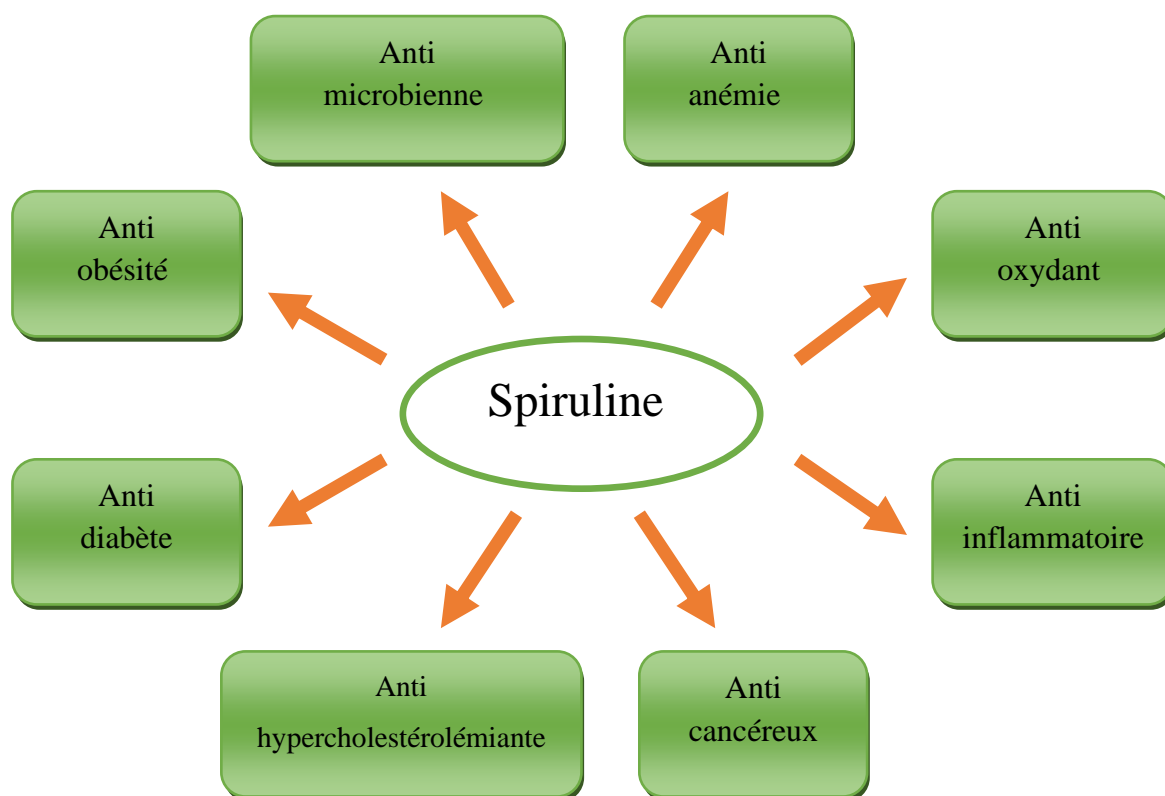 Anti
microbienne
Anti
anémie
Anti
obésité
Anti
oxydant
Spiruline
Anti
diabète
Anti
inflammatoire
Anti
hypercholestérolémiante
Anti
cancéreux